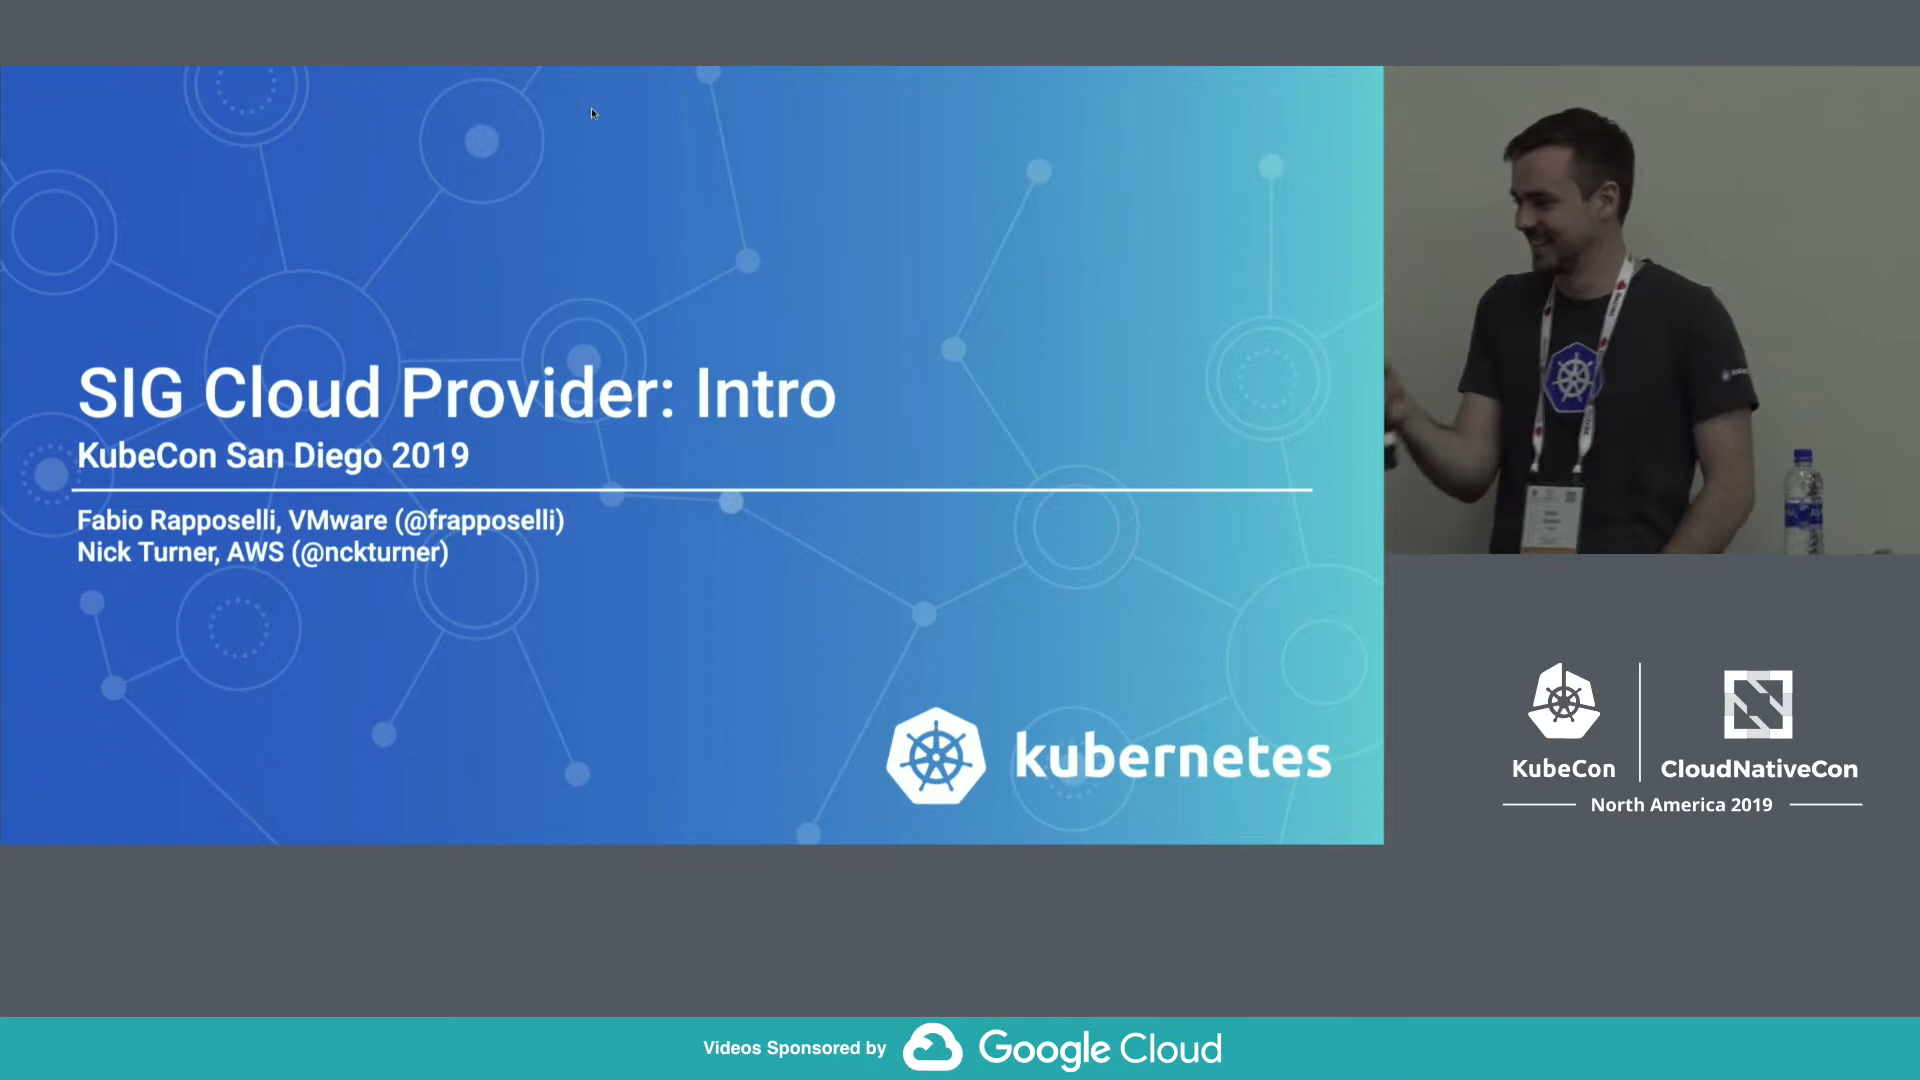 SIG Cloud Provider: Intro
KubeCon San Diego 2019
Fabio Rapposelli, VMware (@frapposelli)
Nick Turner, AWS (@nckturner)
kubernetes
KubeCon
CloudNativeCon
North America 2019
Videos Sponsored by
Google Cloud